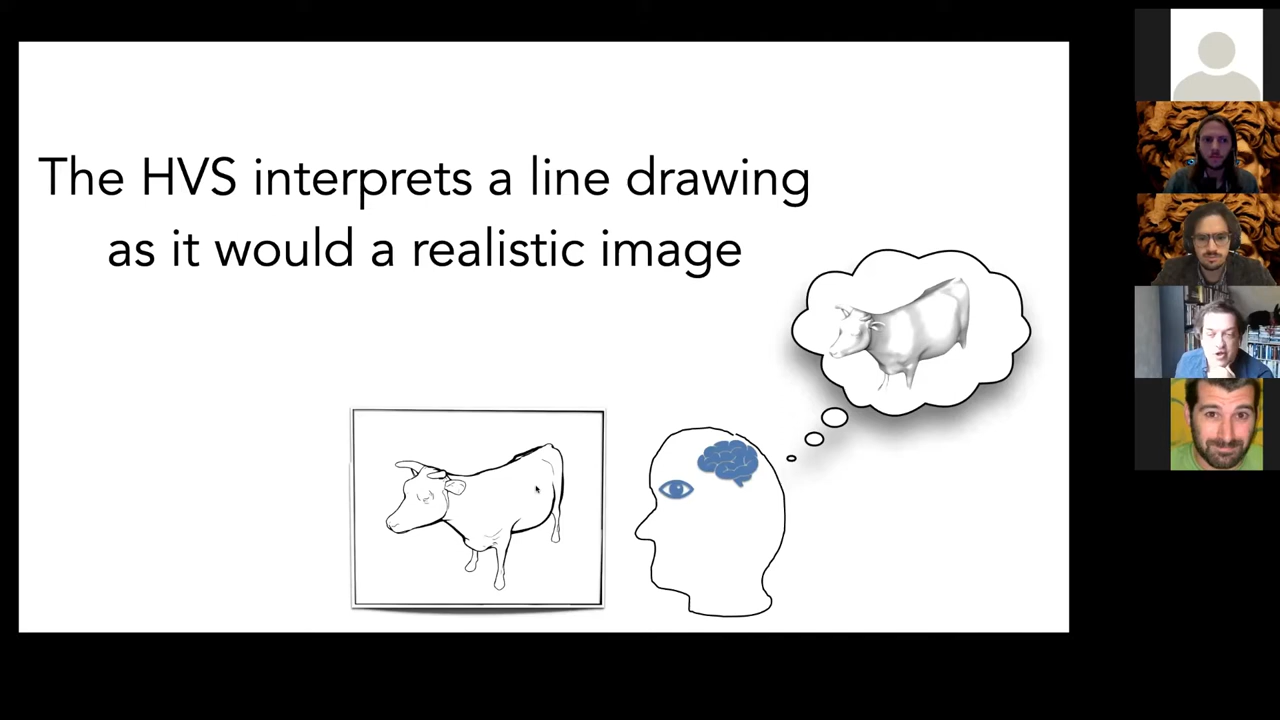 The HVS interprets a line drawing
as it would a realistic image